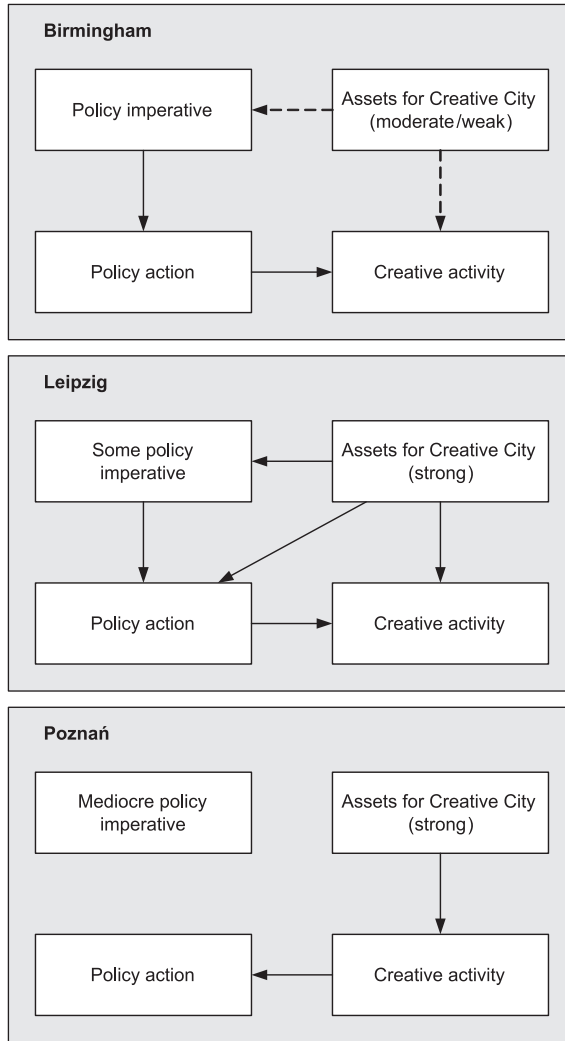 Birmingham
Policy imperative
Assets for Creative City
(moderate/weak)
Policy action
Creative activity
Leipzig
Some policy
imperative
Assets for Creative City
(strong)
Policy action
Creative activity
Poznań
Mediocre policy
imperative
Assets for Creative City
(strong)
Policy action
Creative activity